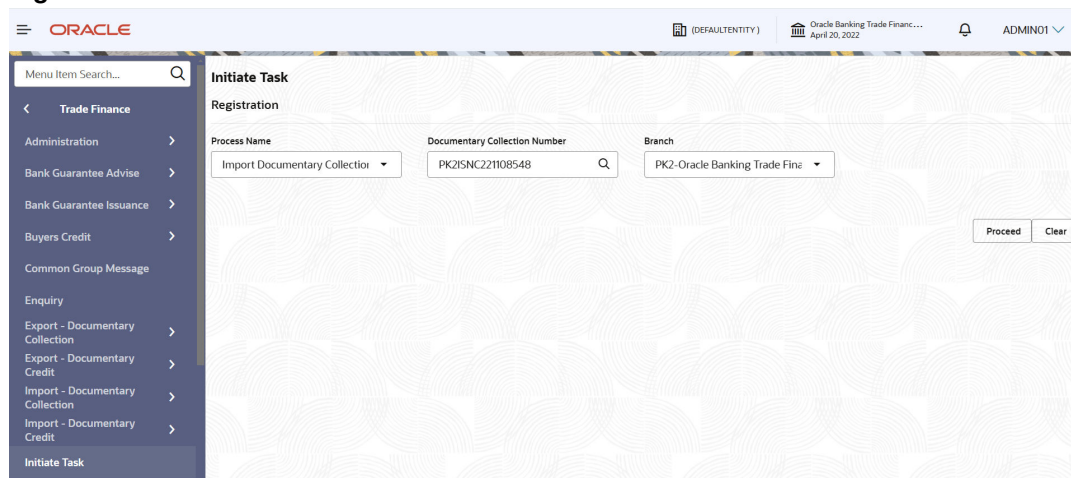 ORACLE
(DEFAULTENTITY)
Oracle Banking Trade Financ...
April 20, 2022
ADMIN01
Menu Item Search...
Trade Finance
Administration
Bank Guarantee Advise
Bank Guarantee Issuance
Buyers Credit
Common Group Message
Enquiry
Export - Documentary
Collection
Export - Documentary
Credit
Import - Documentary
Collection
Import - Documentary
Credit
Initiate Task
Initiate Task
Registration
Process Name
Documentary Collection Number
Branch
Import Documentary Collection
PK2ISNC221108548
PK2-Oracle Banking Trade Fina
Proceed
Clear